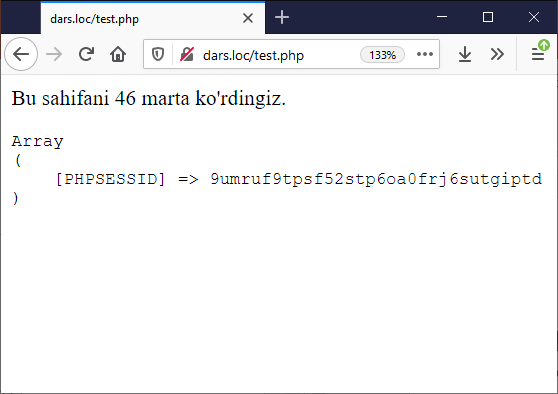 dars.loc/test.php
dars.loc/test.php 133%
Bu sahifani 46 marta ko'rdingiz.
Array
(
[PHPSESSID] => 9umruf9tpsf52stp6oa0frj6sutgiptd
)